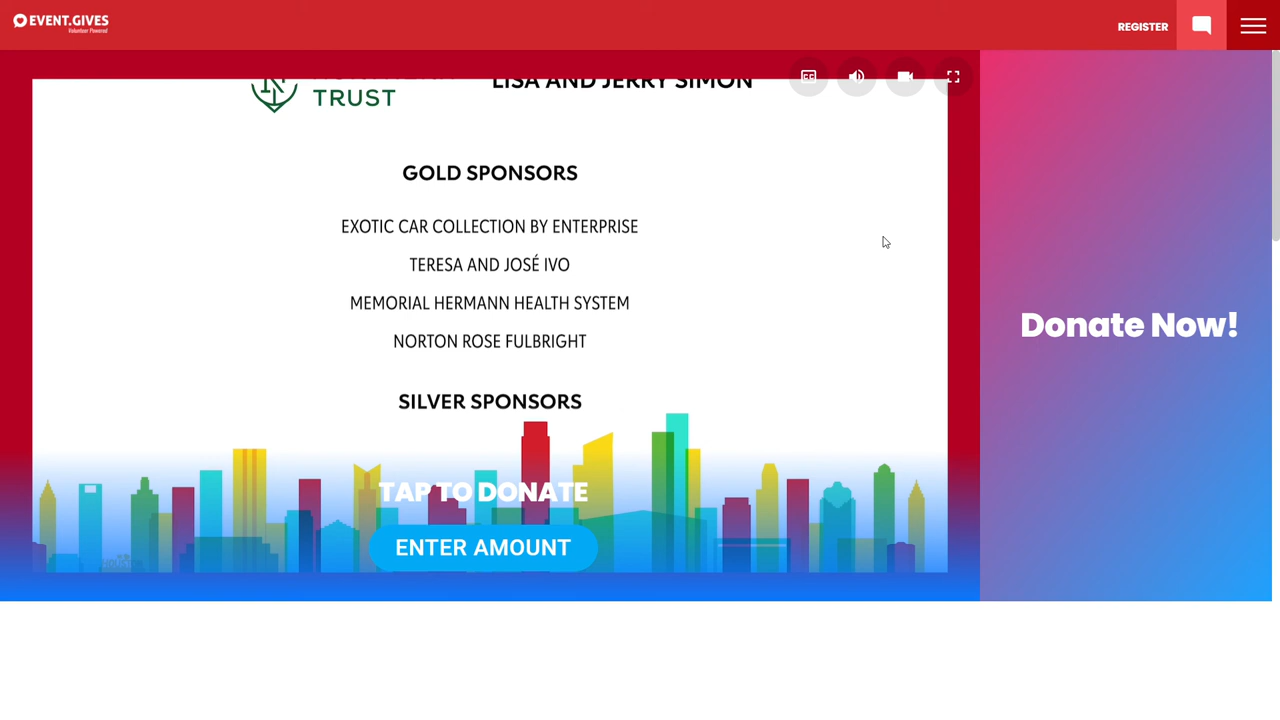 EVENT.GIVES
Volunteer Powered
REGISTER
CC
TRUST
LISA AND JERRY SIMON
GOLD SPONSORS
EXOTIC CAR COLLECTION BY ENTERPRISE
TERESA AND JOSÉ IVO
MEMORIAL HERMANN HEALTH SYSTEM
NORTON ROSE FULBRIGHT
SILVER SPONSORS
TAP TO DONATE
ENTER AMOUNT
Donate Now!